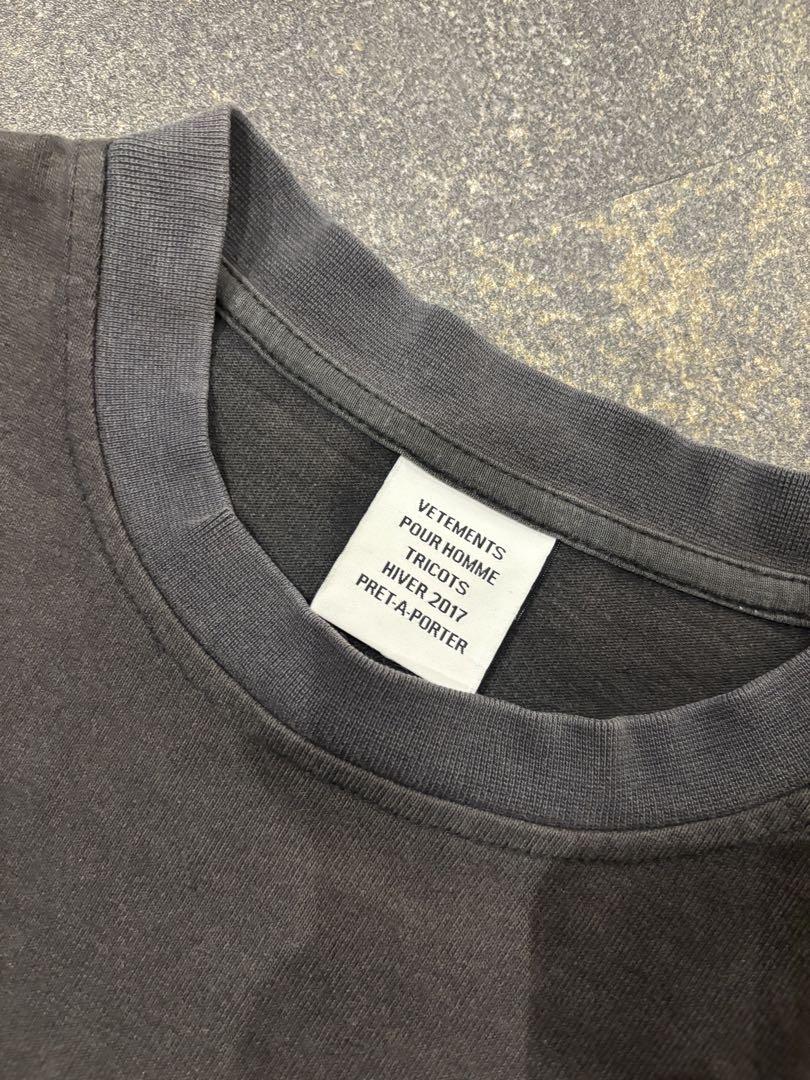 VETEMENTS
POUR HOMME
TRICOTS
HIVER 2017
PRET-A-PORTER